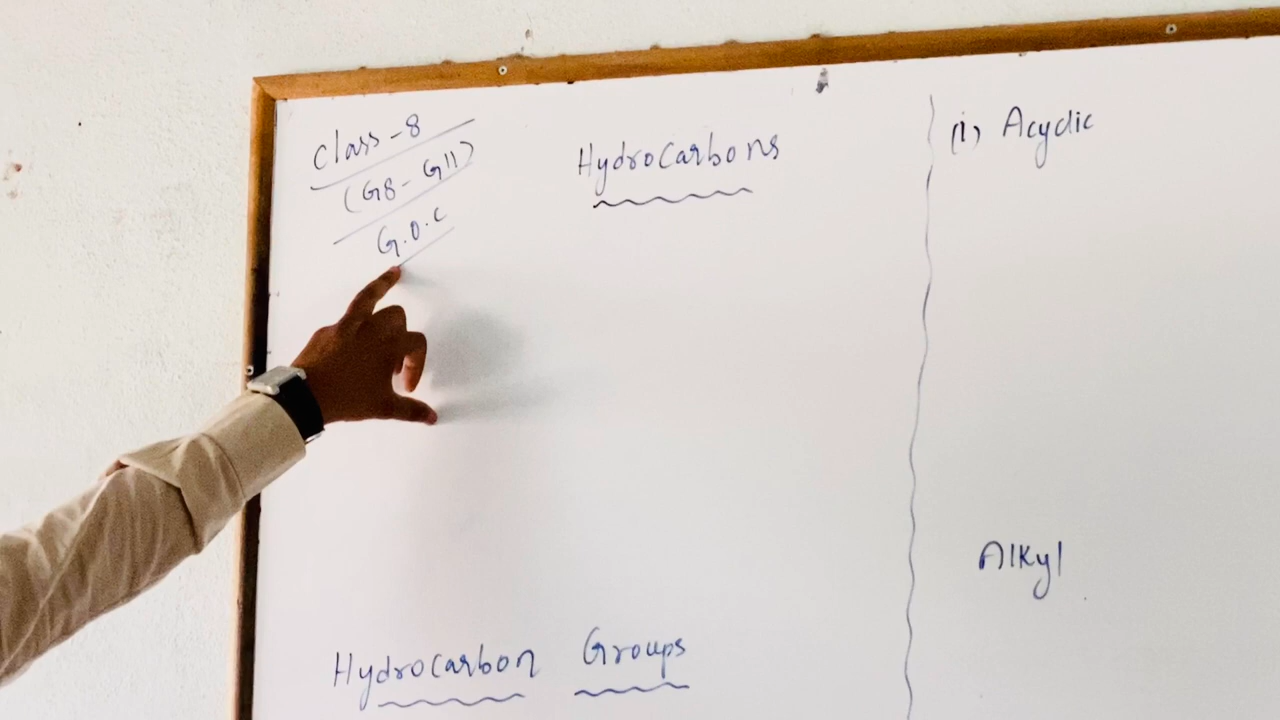 Class-8
(G8-G11)
G.O.C
Hydrocarbons
(i) Acyclic
Alkyl
Hydrocarbon Groups